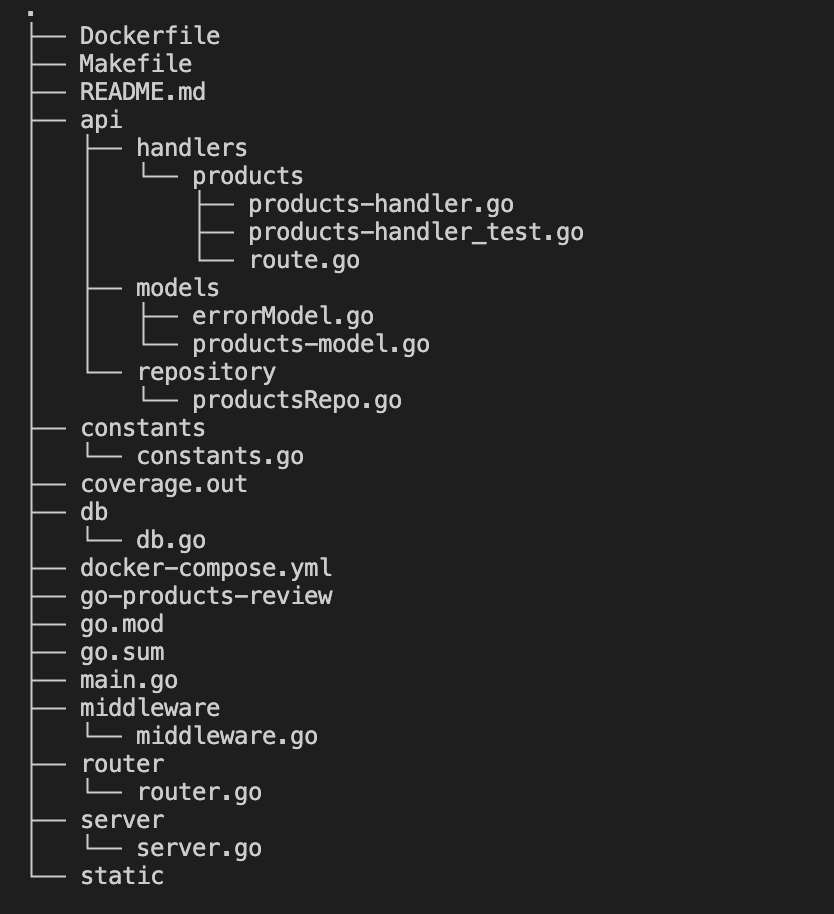 .
├── Dockerfile
├── Makefile
├── README.md
├── api
│   ├── handlers
│   │   └── products
│   │       ├── products-handler.go
│   │       ├── products-handler_test.go
│   │       └── route.go
│   ├── models
│   │   ├── errorModel.go
│   │   └── products-model.go
│   └── repository
│       └── productsRepo.go
├── constants
│   └── constants.go
├── coverage.out
├── db
│   └── db.go
├── docker-compose.yml
├── go-products-review
├── go.mod
├── go.sum
├── main.go
├── middleware
│   └── middleware.go
├── router
│   └── router.go
├── server
│   └── server.go
└── static